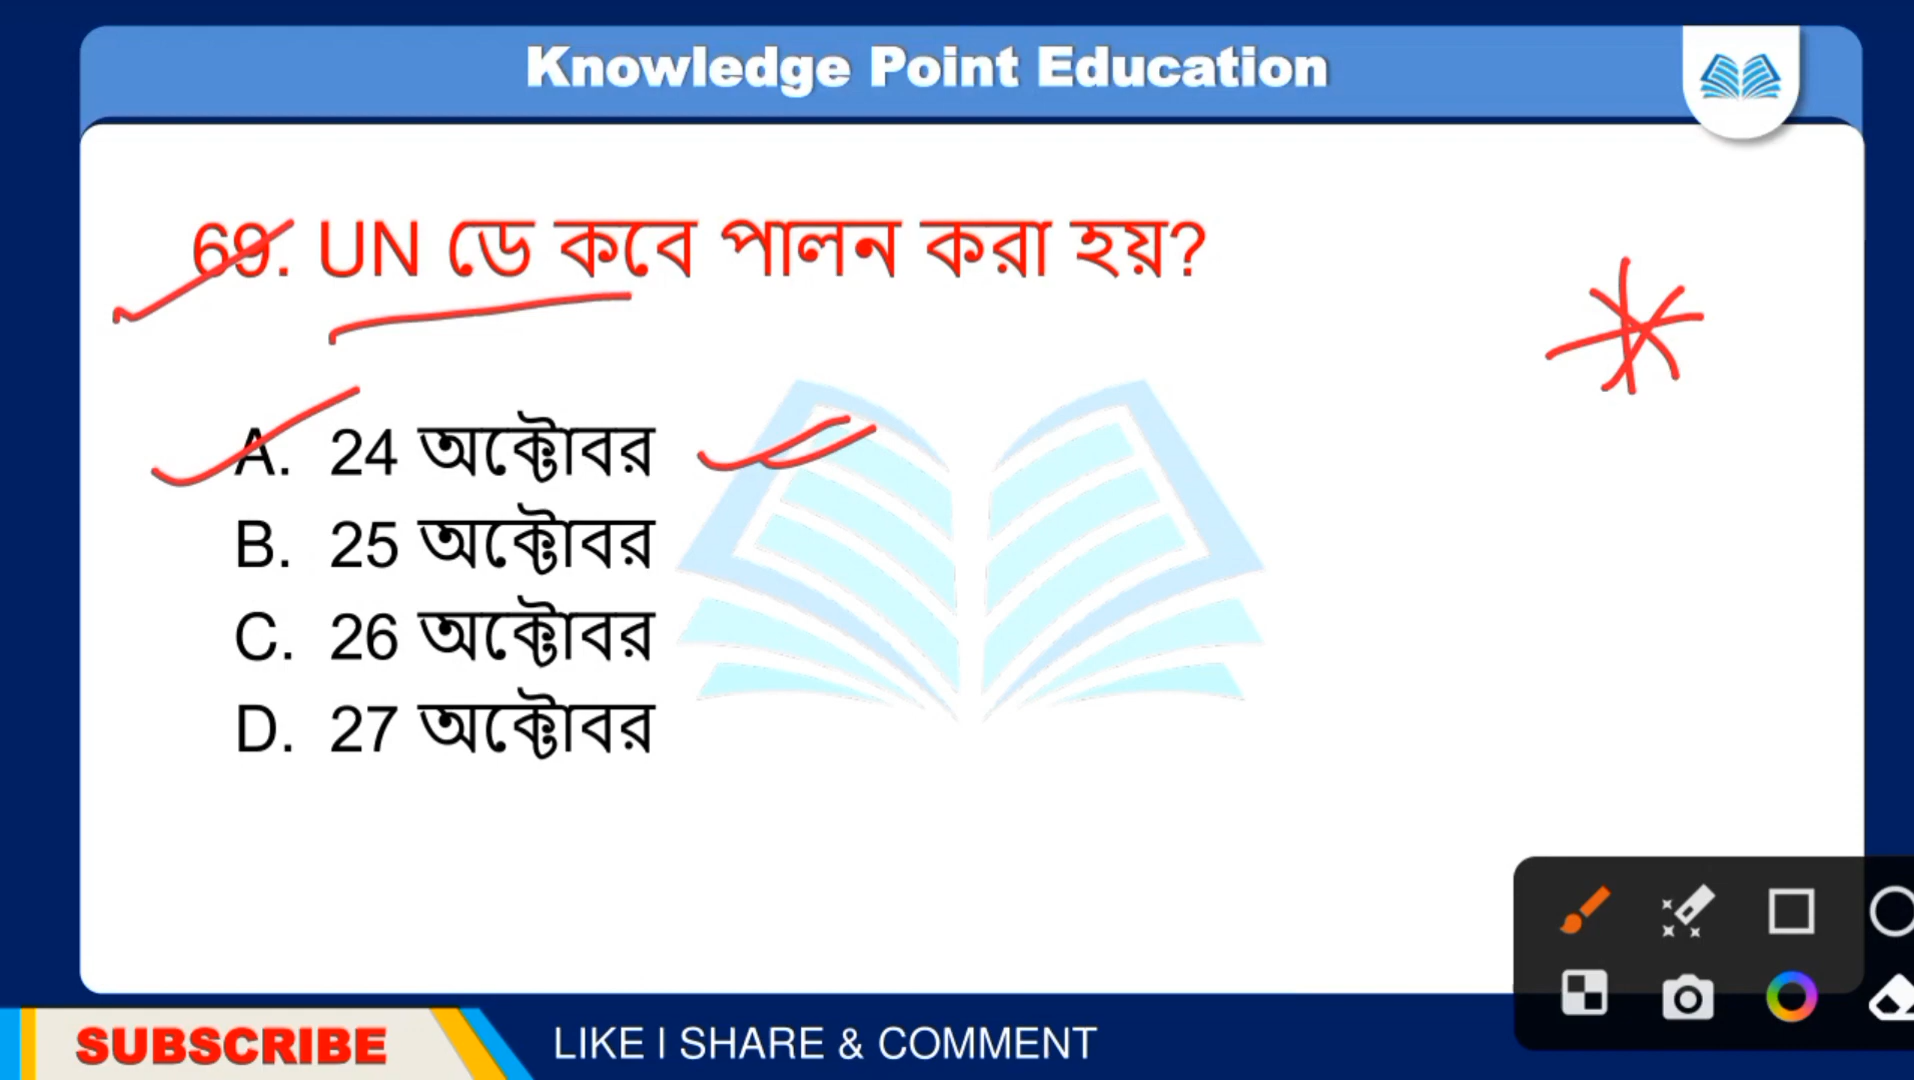 Knowledge Point Education
69. UN ডে কবে পালন করা হয়?
A. 24 অক্টোবর
B. 25 অক্টোবর
C. 26 অক্টোবর
D. 27 অক্টোবর
SUBSCRIBE
LIKE I SHARE & COMMENT